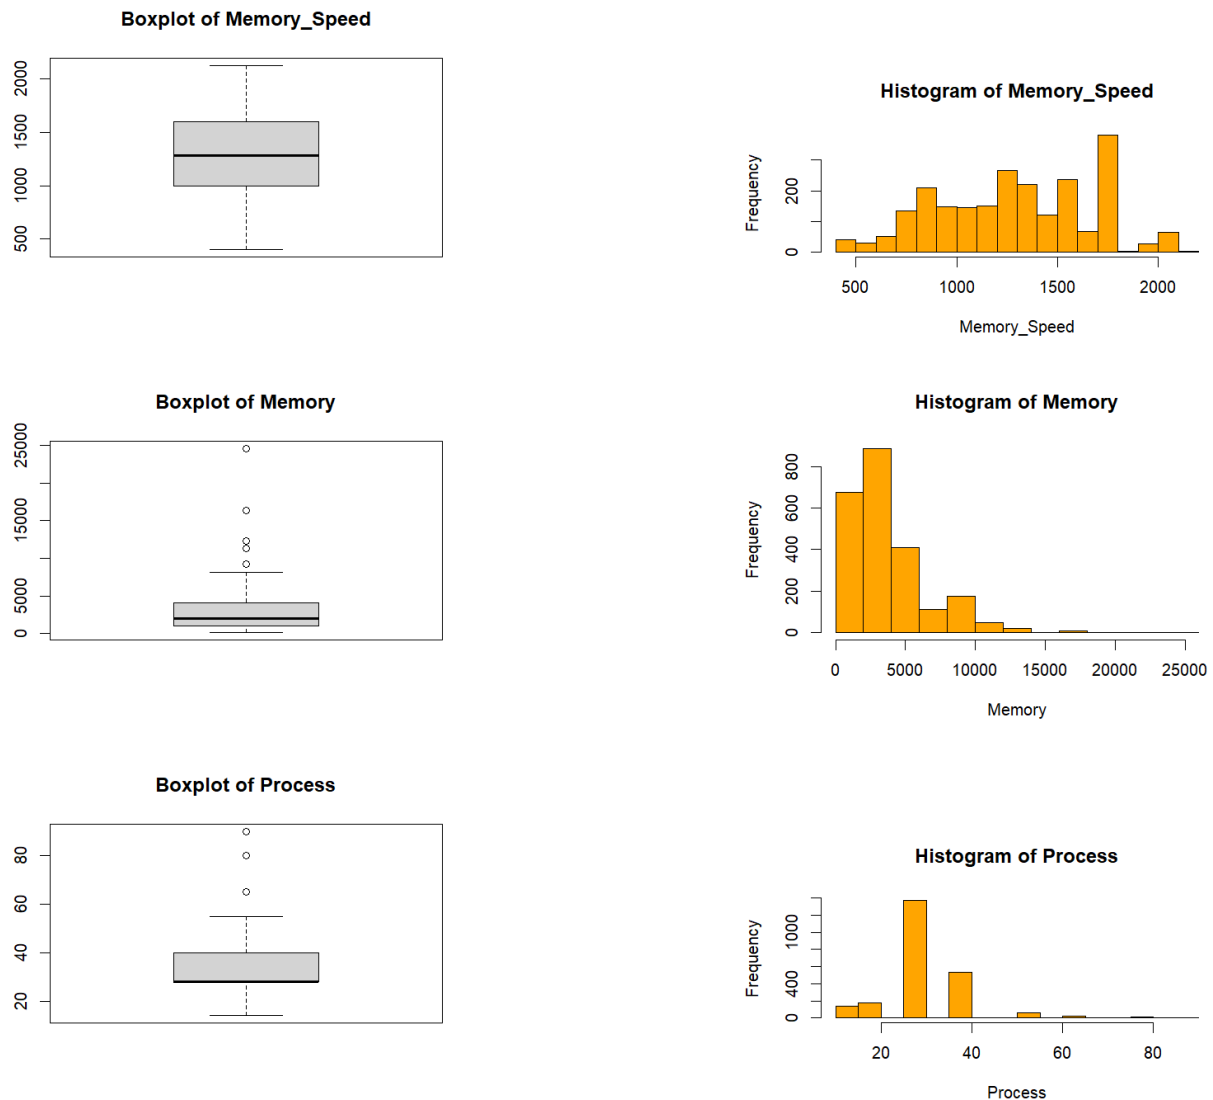 Boxplot of Memory_Speed
2000
1500
1000
500
Histogram of Memory_Speed
Frequency
200
0
500 1000 1500 2000
Memory_Speed
Boxplot of Memory
25000
15000
5000
0
Histogram of Memory
Frequency
800
600
400
200
0
0 5000 10000 15000 20000 25000
Memory
Boxplot of Process
80
60
40
20
Histogram of Process
Frequency
1000
400
0
20 40 60 80
Process